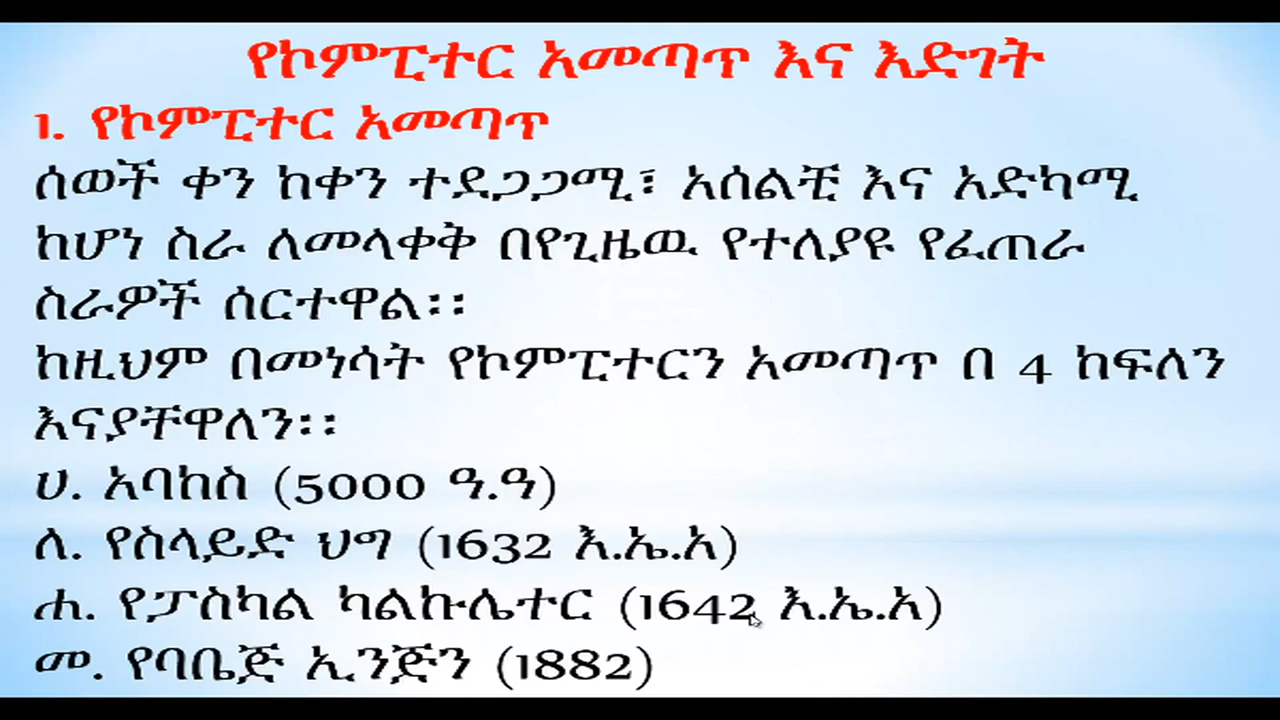 የኮምፒተር አመጣጥ እና እድገት
1. የኮምፒተር አመጣጥ
ሰወች ቀን ከቀን ተደጋጋሚ፣ አሰልቺ እና አድካሚ
ከሆነ ስራ ለመላቀቅ በየጊዜዉ የተለያዩ የፈጠራ
ስራዎች ሰርተዋል፡፡
ከዚህም በመነሳት የኮምፒተርን አመጣጥ በ 4 ከፍለን
እናያቸዋለን፡፡
ሀ. አባከስ (5000 ዓ.ዓ)
ለ. የስላይድ ህግ (1632 እ.ኤ.አ)
ሐ. የፓስካል ካልኩሌተር (1642 እ.ኤ.አ)
መ. የባቤጅ ኢንጅን (1882)